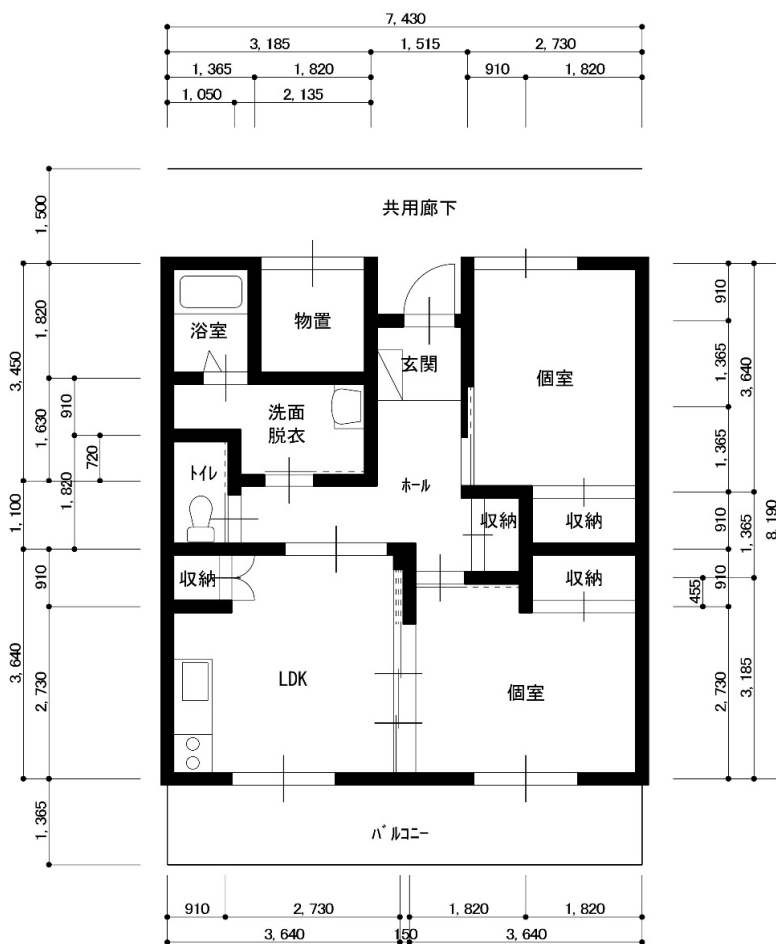 7,430
3,185 1,515 2,730
1,365 1,820 910 1,820
1,050 2,135
共用廊下
1,500
浴室
物置
玄関
個室
洗面
脱衣
トイレ
ホール
収納
収納
収納
収納
LDK
個室
バルコニー
3,450
1,820
1,630
1,100
910
720
1,820
910
3,640
2,730
1,365
910
1,365
1,365
910
910
2,730
455
3,640
1,365
3,185
8,190
910 2,730 1,820 1,820
3,640 150 3,640